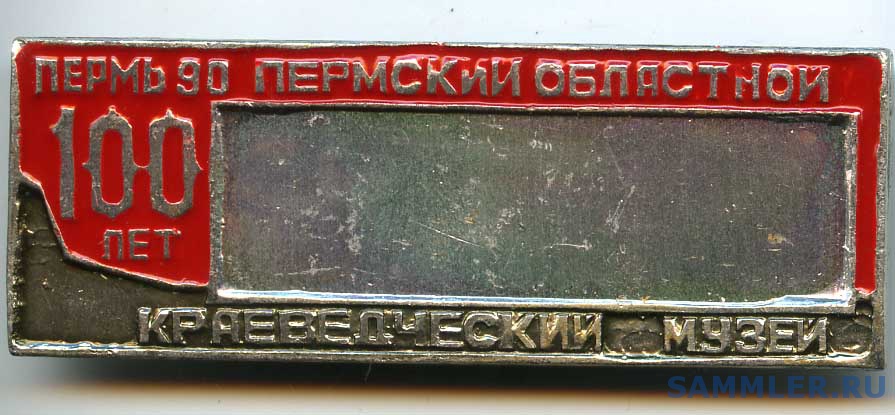 ПЕРМЬ 90 ПЕРМСКИЙ ОБЛАСТНОЙ
100
ЛЕТ
КРАЕВЕДЧЕСКИЙ МУЗЕЙ
SAMMLER.RU